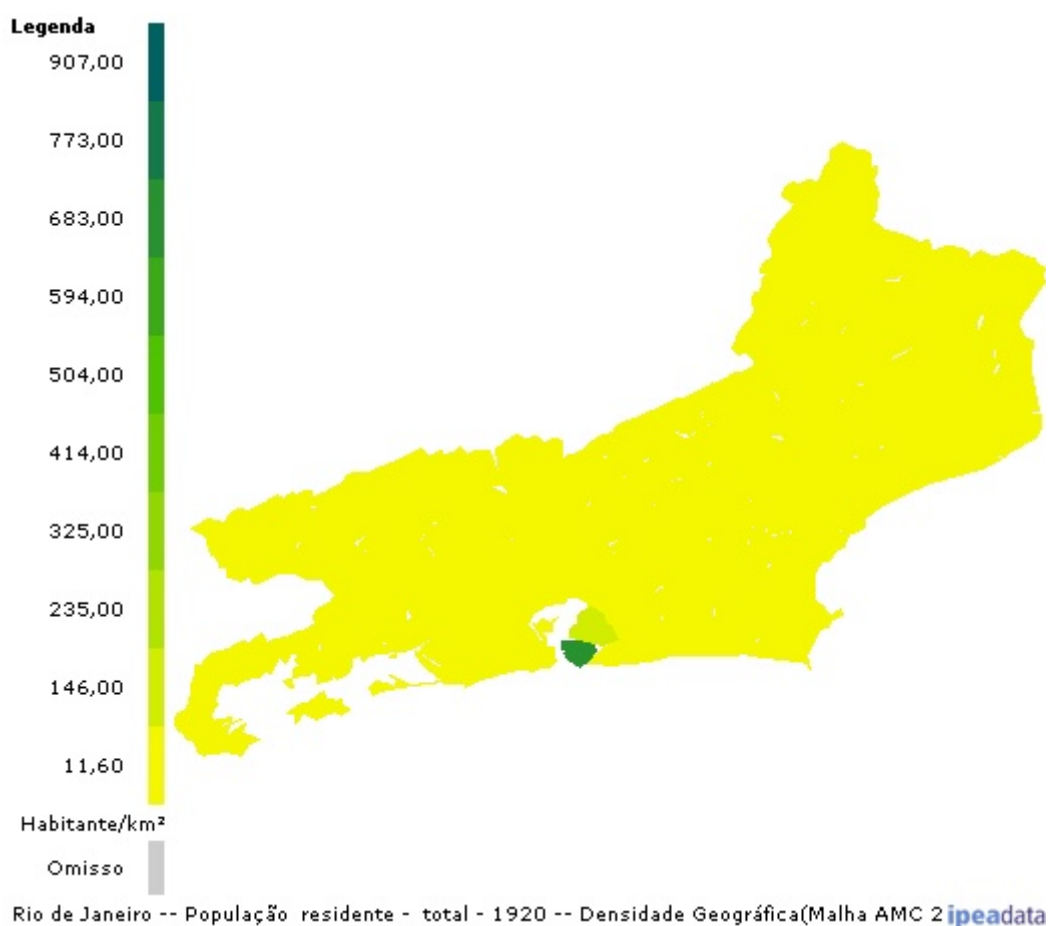 Legenda
907,00
773,00
683,00
594,00
504,00
414,00
325,00
235,00
146,00
11,60
Habitante/km²
Omisso
Rio de Janeiro -- População residente - total - 1920 -- Densidade Geográfica(Malha AMC 2 ipeadata